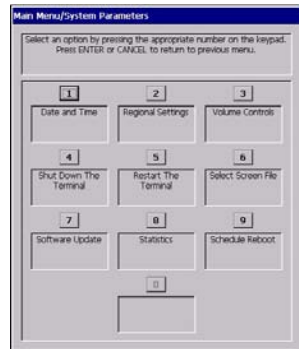 Main Menu/System Parameters
Select an option by pressing the appropriate number on the keypad.
Press ENTER or CANCEL to return to
previous menu.
1 2 3
Date and Time Regional Settings Volume Controls
4 5 6
Shut Down The Restart The Select Screen File
Terminal Terminal
7 8 9
Software Update Statistics Schedule Reboot
0